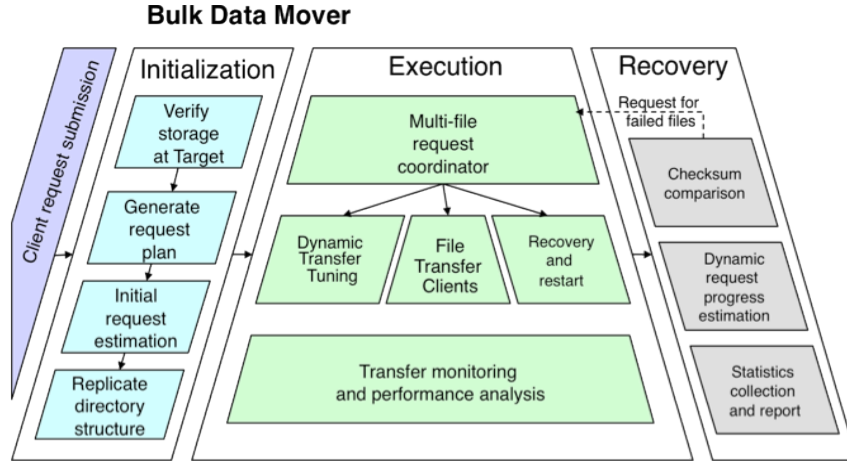 Bulk Data Mover
Client request submission
Initialization
Verify
storage
at Target
Generate
request
plan
Initial
request
estimation
Replicate
directory
structure
Execution
Multi-file
request
coordinator
Dynamic
Transfer
Tuning
File
Transfer
Clients
Recovery
and
restart
Transfer monitoring
and performance analysis
Recovery
Request for
failed files
Checksum
comparison
Dynamic
request
progress
estimation
Statistics
collection
and report